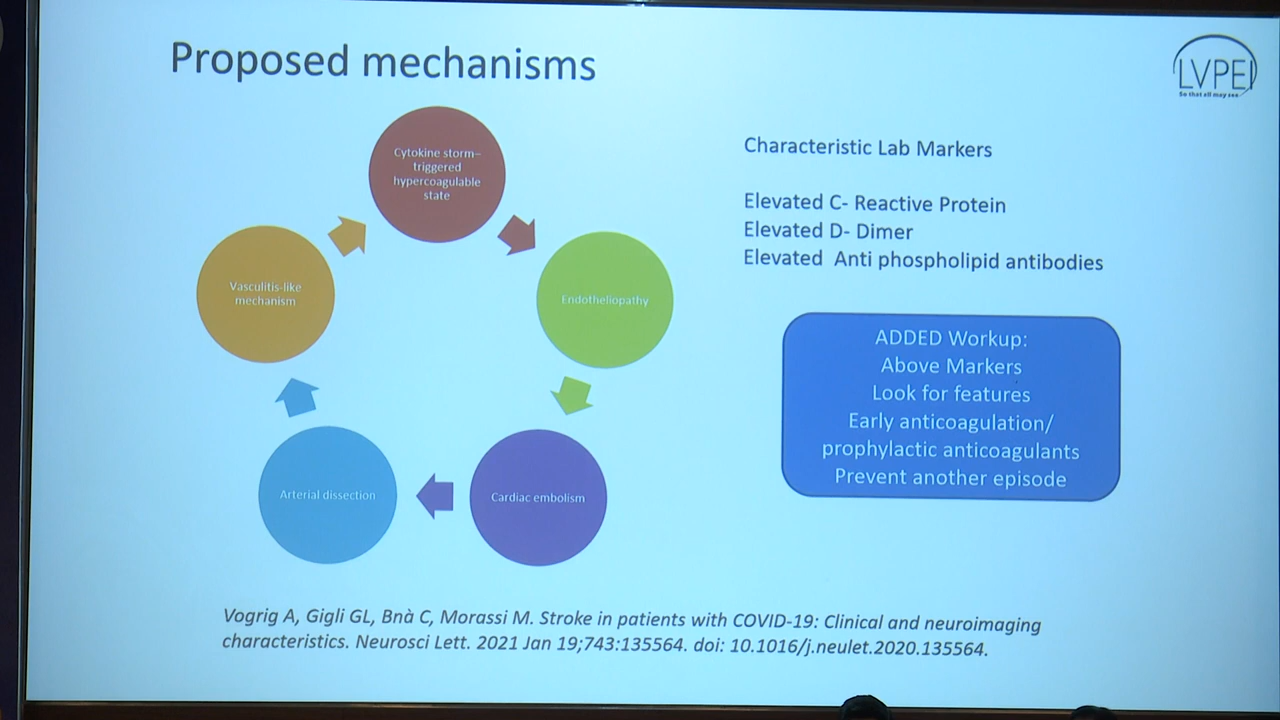 Proposed mechanisms
LVPEI
So that all may see
Cytokine storm–
triggered
hypercoagulable
state
Endotheliopathy
Cardiac embolism
Arterial dissection
Vasculitis-like
mechanism
Characteristic Lab Markers
Elevated C- Reactive Protein
Elevated D- Dimer
Elevated Anti phospholipid antibodies
ADDED Workup:
Above Markers
Look for features
Early anticoagulation/
prophylactic anticoagulants
Prevent another episode
Vogrig A, Gigli GL, Bnà C, Morassi M. Stroke in patients with COVID-19: Clinical and neuroimaging
characteristics. Neurosci Lett. 2021 Jan 19;743:135564. doi: 10.1016/j.neulet.2020.135564.